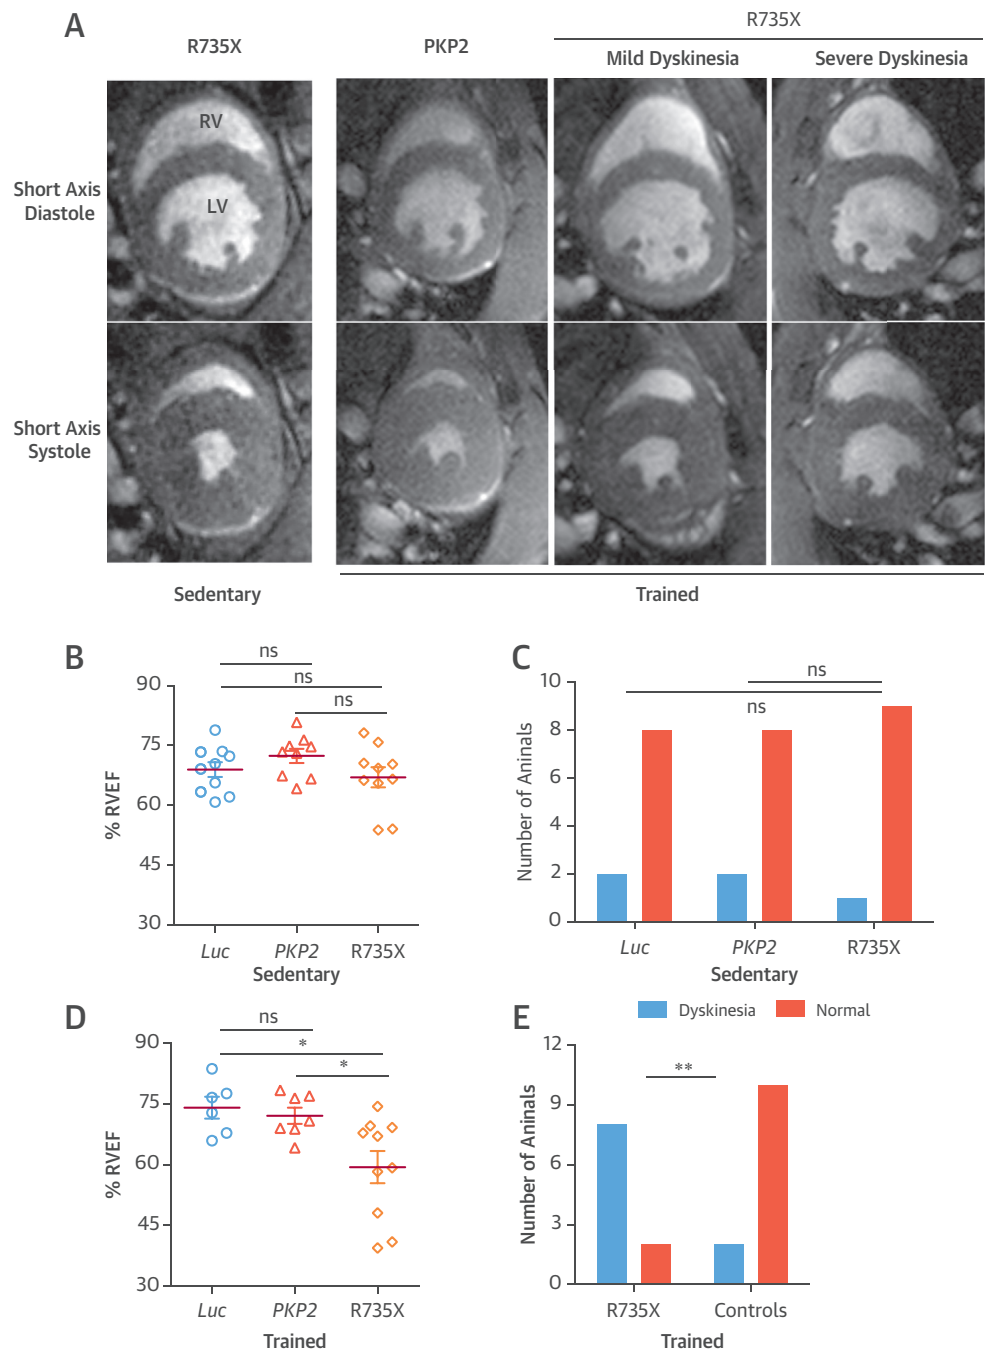 A
R735X
R735X
PKP2
Mild Dyskinesia
Severe Dyskinesia
Short Axis
Diastole
RV
LV
Short Axis
Systole
Sedentary
Trained
B
ns
ns
ns
90
75
60
45
30
% RVEF
Luc
PKP2
R735X
Sedentary
C
ns
ns
10
8
6
4
2
0
Number of Aninals
Luc
PKP2
R735X
Sedentary
Dyskinesia
Normal
D
ns
*
*
90
75
60
45
30
% RVEF
Luc
PKP2
R735X
Trained
E
**
12
9
6
3
0
Number of Aninals
R735X
Controls
Trained